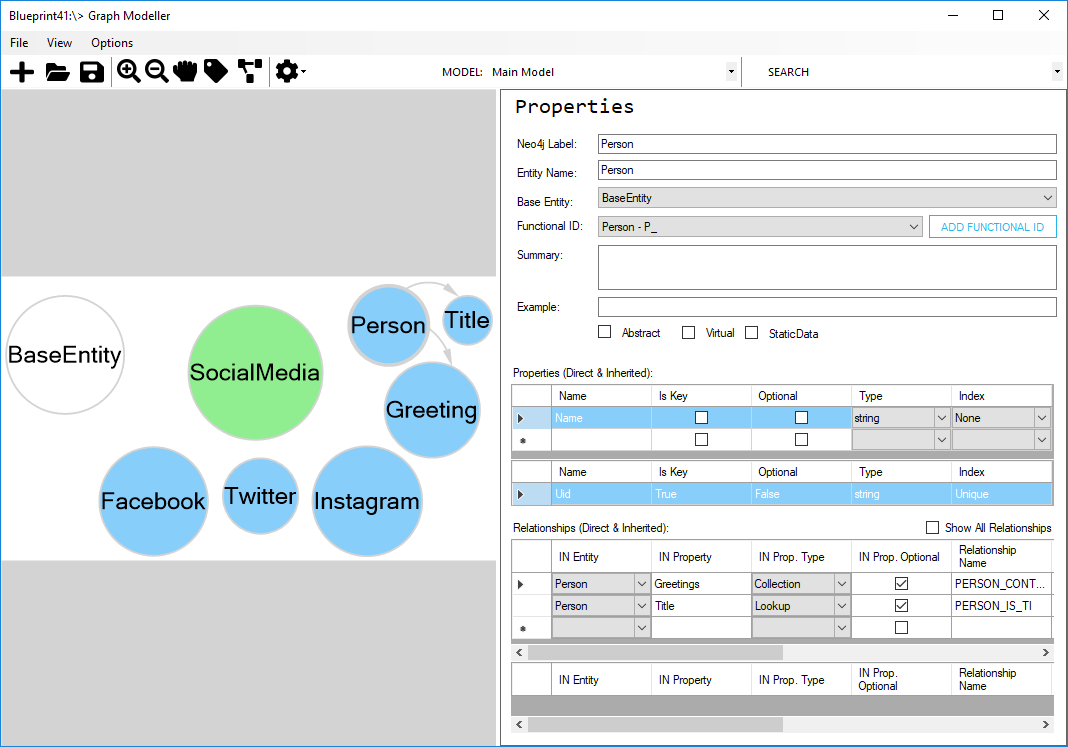 Blueprint41:\> Graph Modeller
File View Options
MODEL: Main Model SEARCH
BaseEntity
SocialMedia
Person
Title
Greeting
Facebook
Twitter
Instagram
Properties
Neo4j Label: Person
Entity Name: Person
Base Entity: BaseEntity
Functional ID: Person - P_ ADD FUNCTIONAL ID
Summary:
Example:
Abstract Virtual StaticData
Properties (Direct & Inherited):
Name Is Key Optional Type Index
Name string None
Name Is Key Optional Type Index
Uid True False string Unique
Relationships (Direct & Inherited): Show All Relationships
IN Entity IN Property IN Prop. Type IN Prop. Optional Relationship Name
Person Greetings Collection PERSON_CONT...
Person Title Lookup PERSON_IS_TI
IN Entity IN Property IN Prop. Type IN Prop. Optional Relationship Name